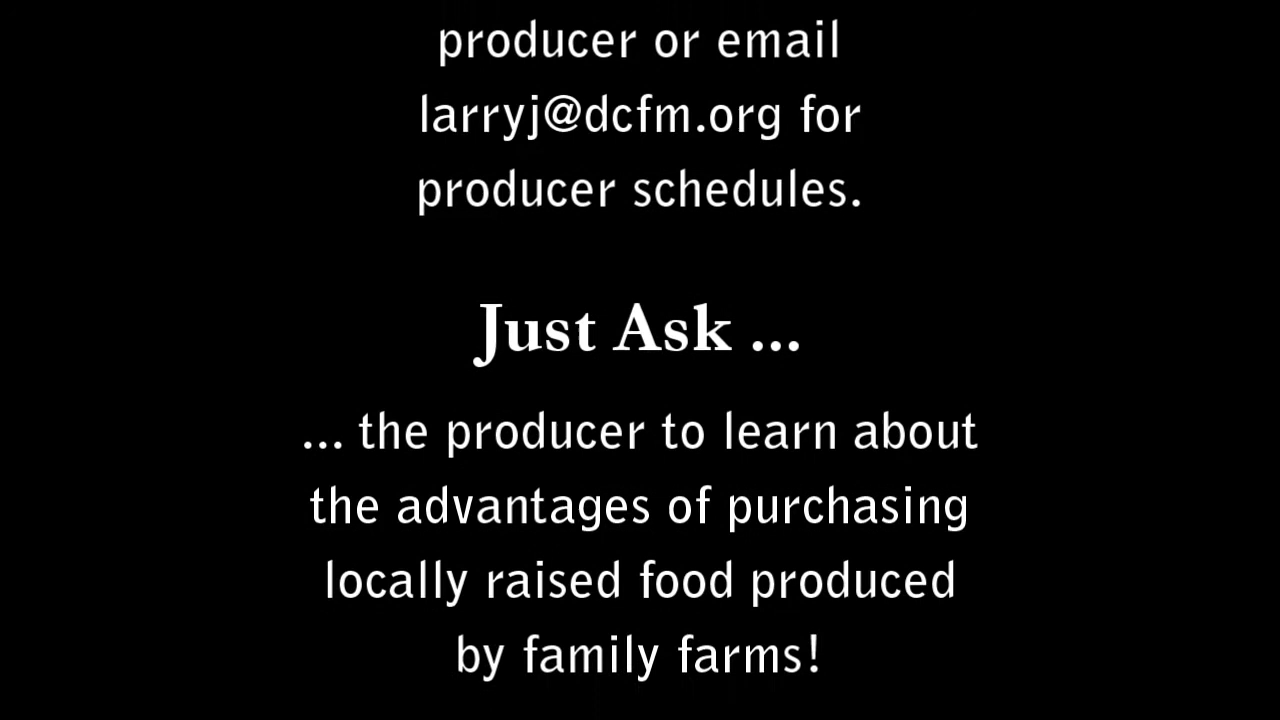 producer or email
larryj@dcfm.org for
producer schedules.
Just Ask ...
... the producer to learn about
the advantages of purchasing
locally raised food produced
by family farms!